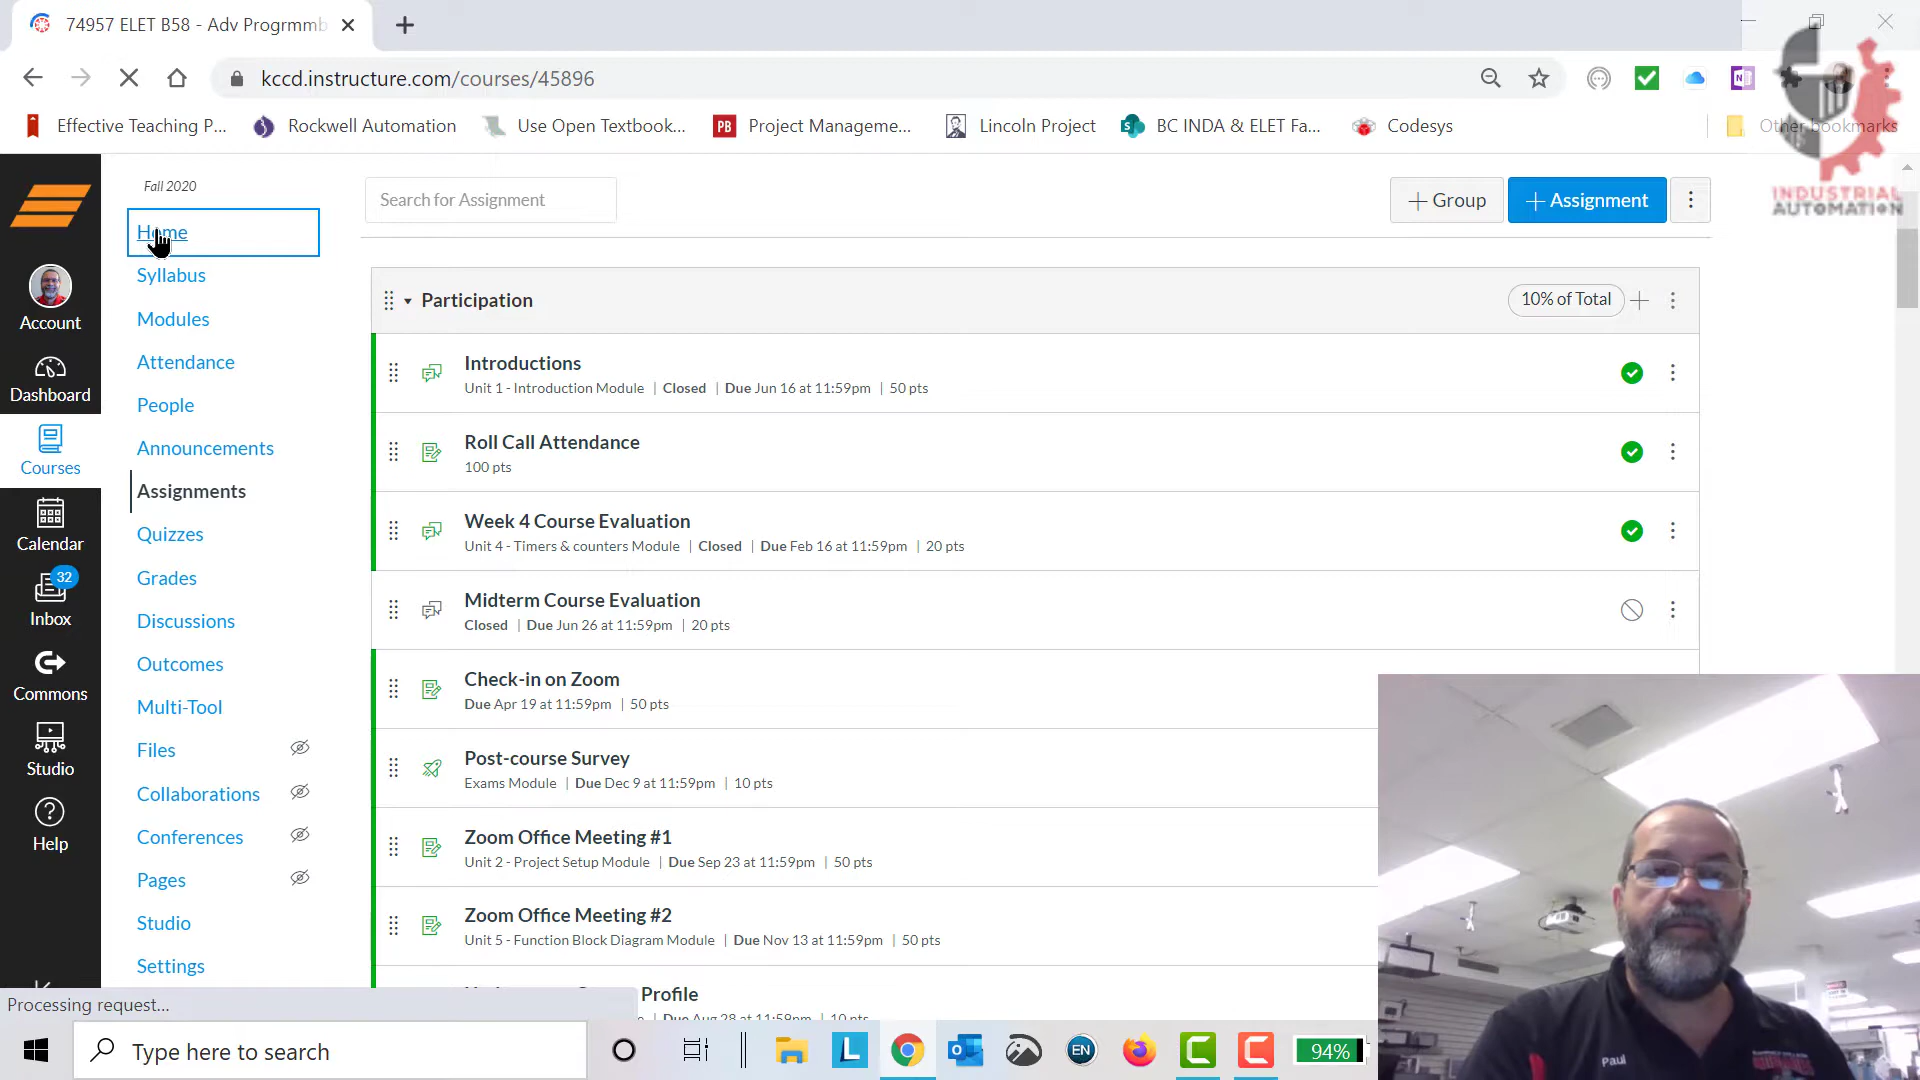 74957 ELET B58 - Adv Progrmmb
kccd.instructure.com/courses/45896
Effective Teaching P...
Rockwell Automation
Use Open Textbook...
PB
Project Manageme...
Lincoln Project
BC INDA & ELET Fa...
Codesys
Other bookmarks
INDUSTRIAL
AUTOMATION
Account
Dashboard
Courses
Calendar
32
Inbox
Commons
Studio
Help
Fall 2020
Home
Syllabus
Modules
Attendance
People
Announcements
Assignments
Quizzes
Grades
Discussions
Outcomes
Multi-Tool
Files
Collaborations
Conferences
Pages
Studio
Settings
Search for Assignment
+ Group
+ Assignment
Participation
10% of Total
Introductions
Unit 1 - Introduction Module | Closed | Due Jun 16 at 11:59pm | 50 pts
Roll Call Attendance
100 pts
Week 4 Course Evaluation
Unit 4 - Timers & counters Module | Closed | Due Feb 16 at 11:59pm | 20 pts
Midterm Course Evaluation
Closed | Due Jun 26 at 11:59pm | 20 pts
Check-in on Zoom
Due Apr 19 at 11:59pm | 50 pts
Post-course Survey
Exams Module | Due Dec 9 at 11:59pm | 10 pts
Zoom Office Meeting #1
Unit 2 - Project Setup Module | Due Sep 23 at 11:59pm | 50 pts
Zoom Office Meeting #2
Unit 5 - Function Block Diagram Module | Due Nov 13 at 11:59pm | 50 pts
Profile
Due Aug 28 at 11:59pm | 10 pts
Processing request...
Type here to search
L
EN
94%
Paul